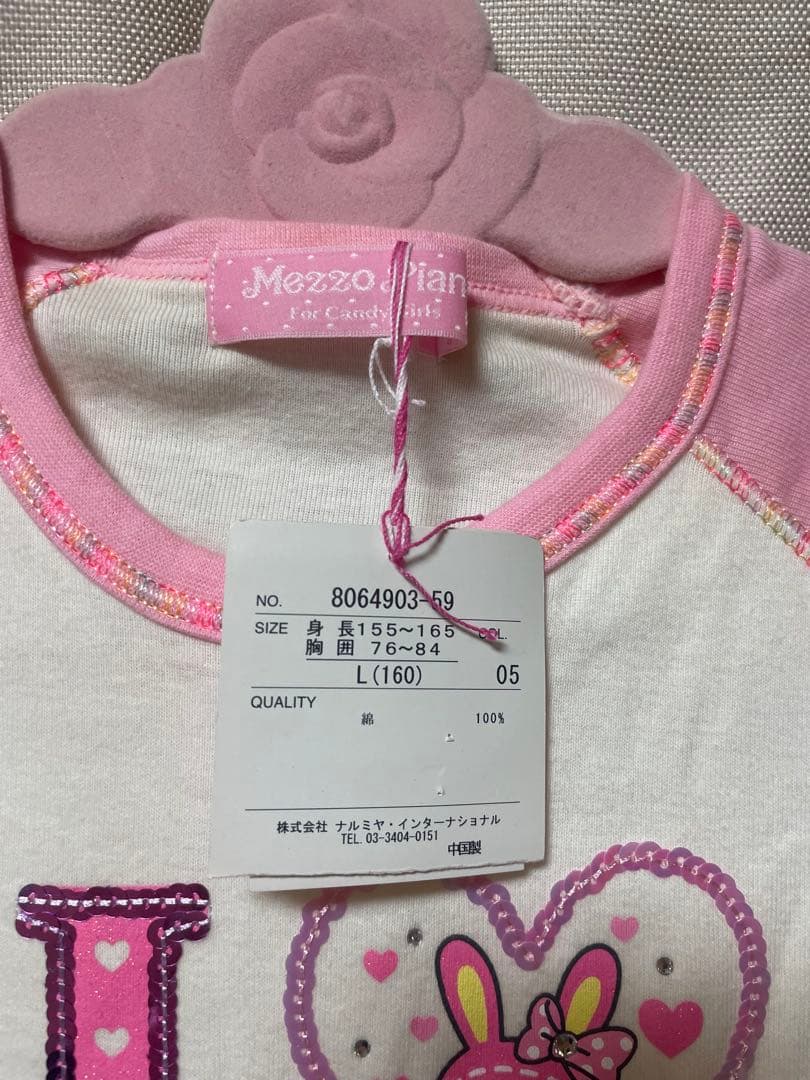 Mezzo Pian
For Candy Girls
NO. 8064903-59
SIZE 身長155～165 COL.
胸囲 76～84
L(160) 05
QUALITY
綿 100%
株式会社 ナルミヤ・インターナショナル
TEL. 03-3404-0151
中国製
I